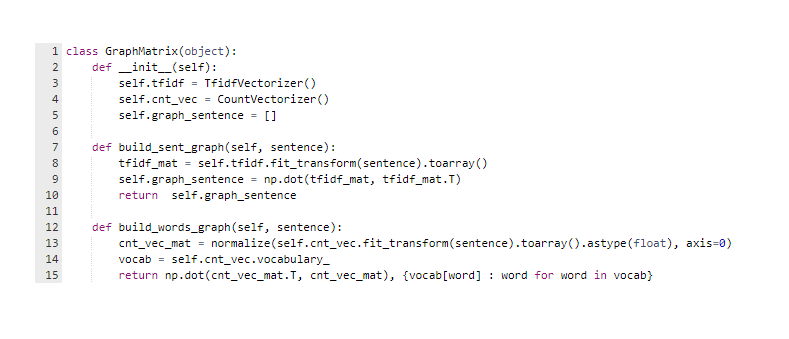 1 class GraphMatrix(object):
2     def __init__(self):
3         self.tfidf = TfidfVectorizer()
4         self.cnt_vec = CountVectorizer()
5         self.graph_sentence = []
6
7     def build_sent_graph(self, sentence):
8         tfidf_mat = self.tfidf.fit_transform(sentence).toarray()
9         self.graph_sentence = np.dot(tfidf_mat, tfidf_mat.T)
10         return  self.graph_sentence
11
12     def build_words_graph(self, sentence):
13         cnt_vec_mat = normalize(self.cnt_vec.fit_transform(sentence).toarray().astype(float), axis=0)
14         vocab = self.cnt_vec.vocabulary_
15         return np.dot(cnt_vec_mat.T, cnt_vec_mat), {vocab[word] : word for word in vocab}